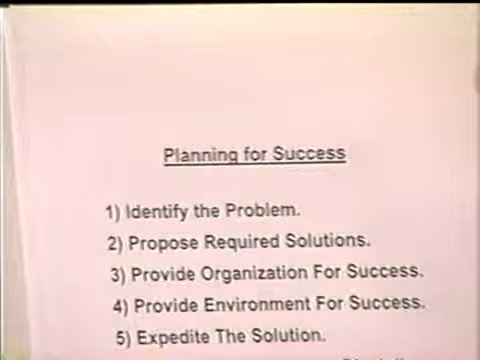 Planning for Success
1) Identify the Problem.
2) Propose Required Solutions.
3) Provide Organization For Success.
4) Provide Environment For Success.
5) Expedite The Solution.